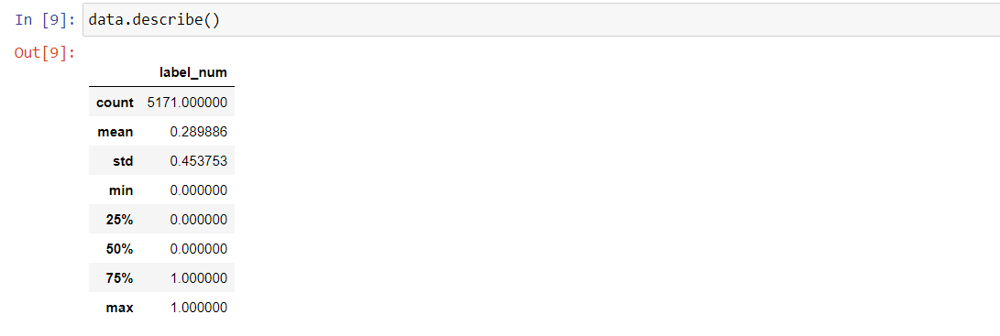 In [9]: data.describe()
Out[9]:
label_num
count 5171.000000
mean 0.289886
std 0.453753
min 0.000000
25% 0.000000
50% 0.000000
75% 1.000000
max 1.000000